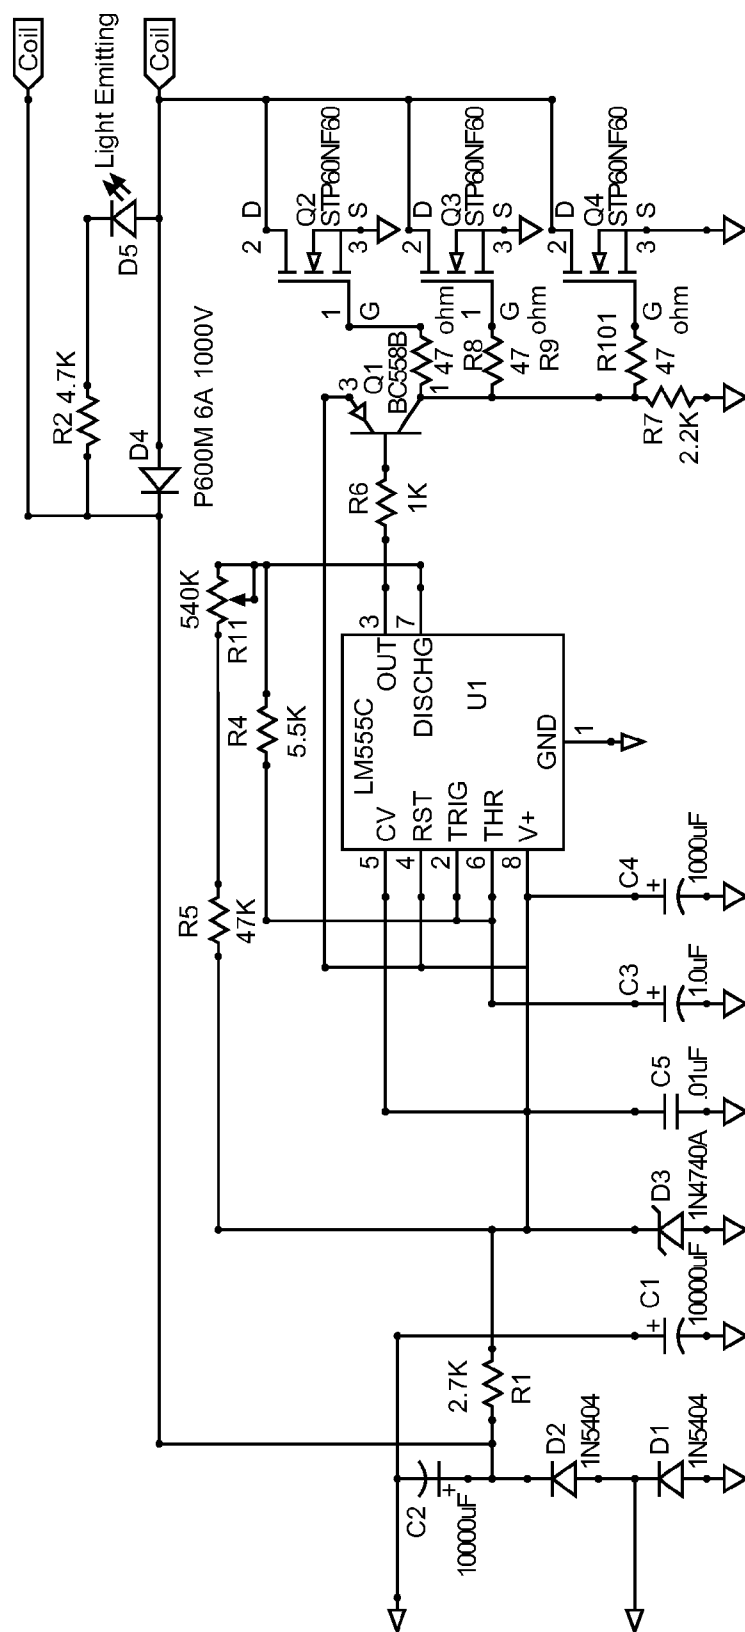 Coil
Light Emitting
Coil
D5
R2
4.7K
D4
P600M 6A 1000V
540K
R11
R5
47K
R4
5.5K
R6
1K
3
Q1
BC558B
1
D
2
Q2
STP60NF60
3
S
1
G
47
ohm
R8
D
2
Q3
STP60NF60
3
S
1
G
47
ohm
R9
D
2
Q4
STP60NF60
3
S
G
47
ohm
R101
R7
2.2K
LM555C
U1
OUT
3
DISCHG
7
GND
1
CV
5
RST
4
TRIG
2
THR
6
V+
8
C4
+
1000uF
C3
+
1.0uF
C5
.01uF
D3
1N4740A
C1
+
10000uF
2.7K
R1
C2
+
10000uF
D2
1N5404
D1
1N5404